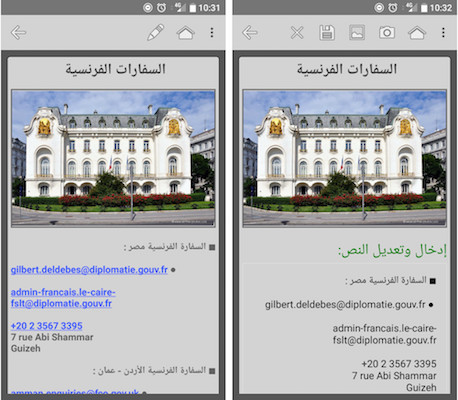 10:31
السفارات الفرنسية
■ السفارة الفرنسية مصر :
gilbert.deldebes@diplomatie.gouv.fr ●
admin-francais.le-caire-
fslt@diplomatie.gouv.fr
+20 2 3567 3395
7 rue Abi Shammar
Guizeh
■ السفارة الفرنسية الأردن - عمان :
amman.enquiries@fco.gov.uk ●
10:32
السفارات الفرنسية
إدخال وتعديل النص:
■ السفارة الفرنسية مصر :
gilbert.deldebes@diplomatie.gouv.fr ●
admin-francais.le-caire-
fslt@diplomatie.gouv.fr
+20 2 3567 3395
7 rue Abi Shammar
Guizeh